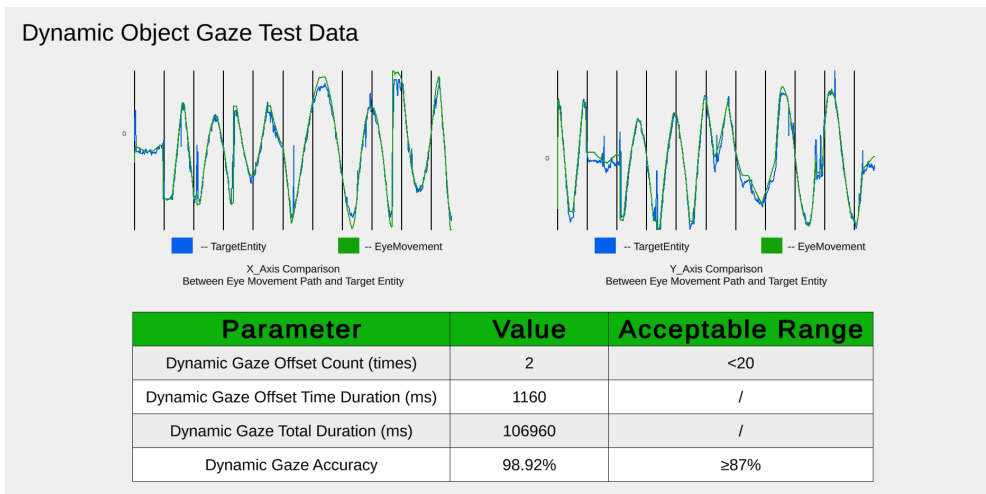 Dynamic Object Gaze Test Data
0
-- TargetEntity
-- EyeMovement
X_Axis Comparison
Between Eye Movement Path and Target Entity
0
-- TargetEntity
-- EyeMovement
Y_Axis Comparison
Between Eye Movement Path and Target Entity
Parameter Value Acceptable Range
Dynamic Gaze Offset Count (times) 2 <20
Dynamic Gaze Offset Time Duration (ms) 1160 /
Dynamic Gaze Total Duration (ms) 106960 /
Dynamic Gaze Accuracy 98.92% ≥87%